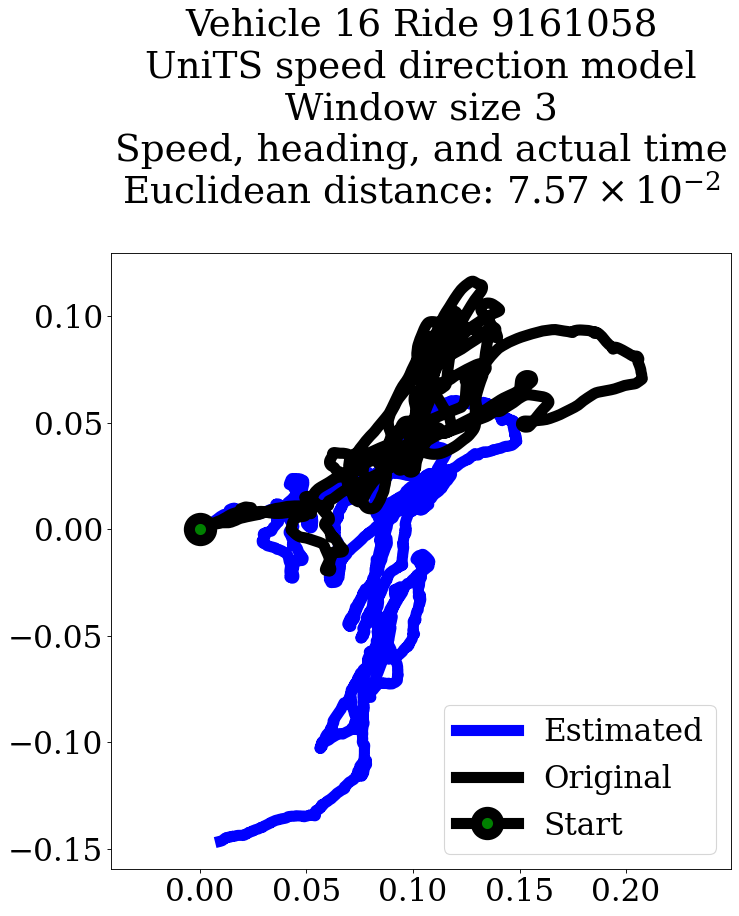 Vehicle 16 Ride 9161058
UniTS speed direction model
Window size 3
Speed, heading, and actual time
Euclidean distance: 7.57 × 10⁻²
0.10
0.05
0.00
−0.05
−0.10
−0.15
Estimated
Original
Start
0.00 0.05 0.10 0.15 0.20